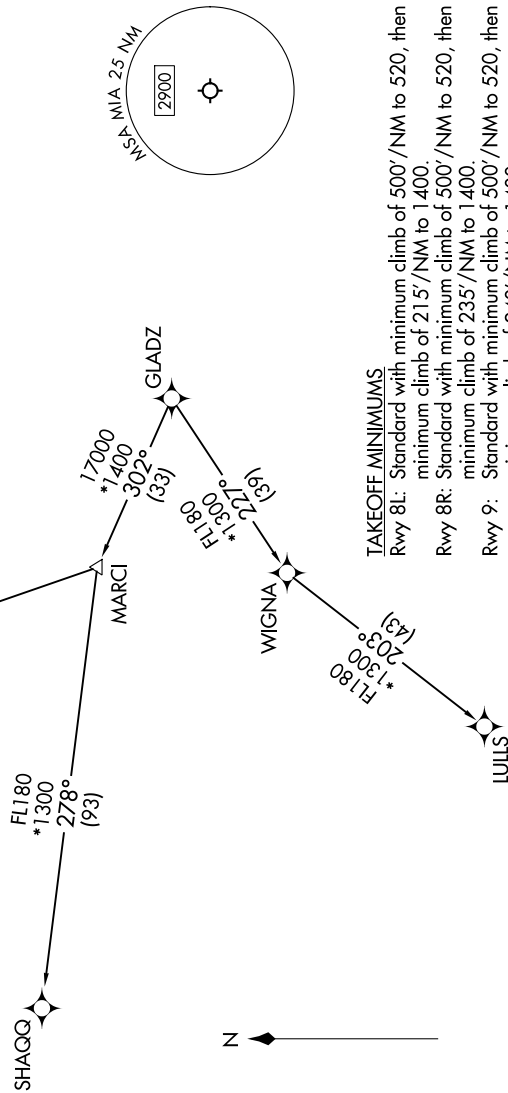 SHAQQ
FL180
*1300
278°
(93)
MARCI
17000
*1400
302°
(33)
GLADZ
FL180
*1300
227°
(39)
WIGNA
FL180
*1300
203°
(43)
LULLS
N
MSA MIA 25 NM
2900
TAKEOFF MINIMUMS
Rwy 8L: Standard with minimum climb of 500'/NM to 520, then
minimum climb of 215'/NM to 1400.
Rwy 8R: Standard with minimum climb of 500'/NM to 520, then
minimum climb of 235'/NM to 1400.
Rwy 9: Standard with minimum climb of 500'/NM to 520, then